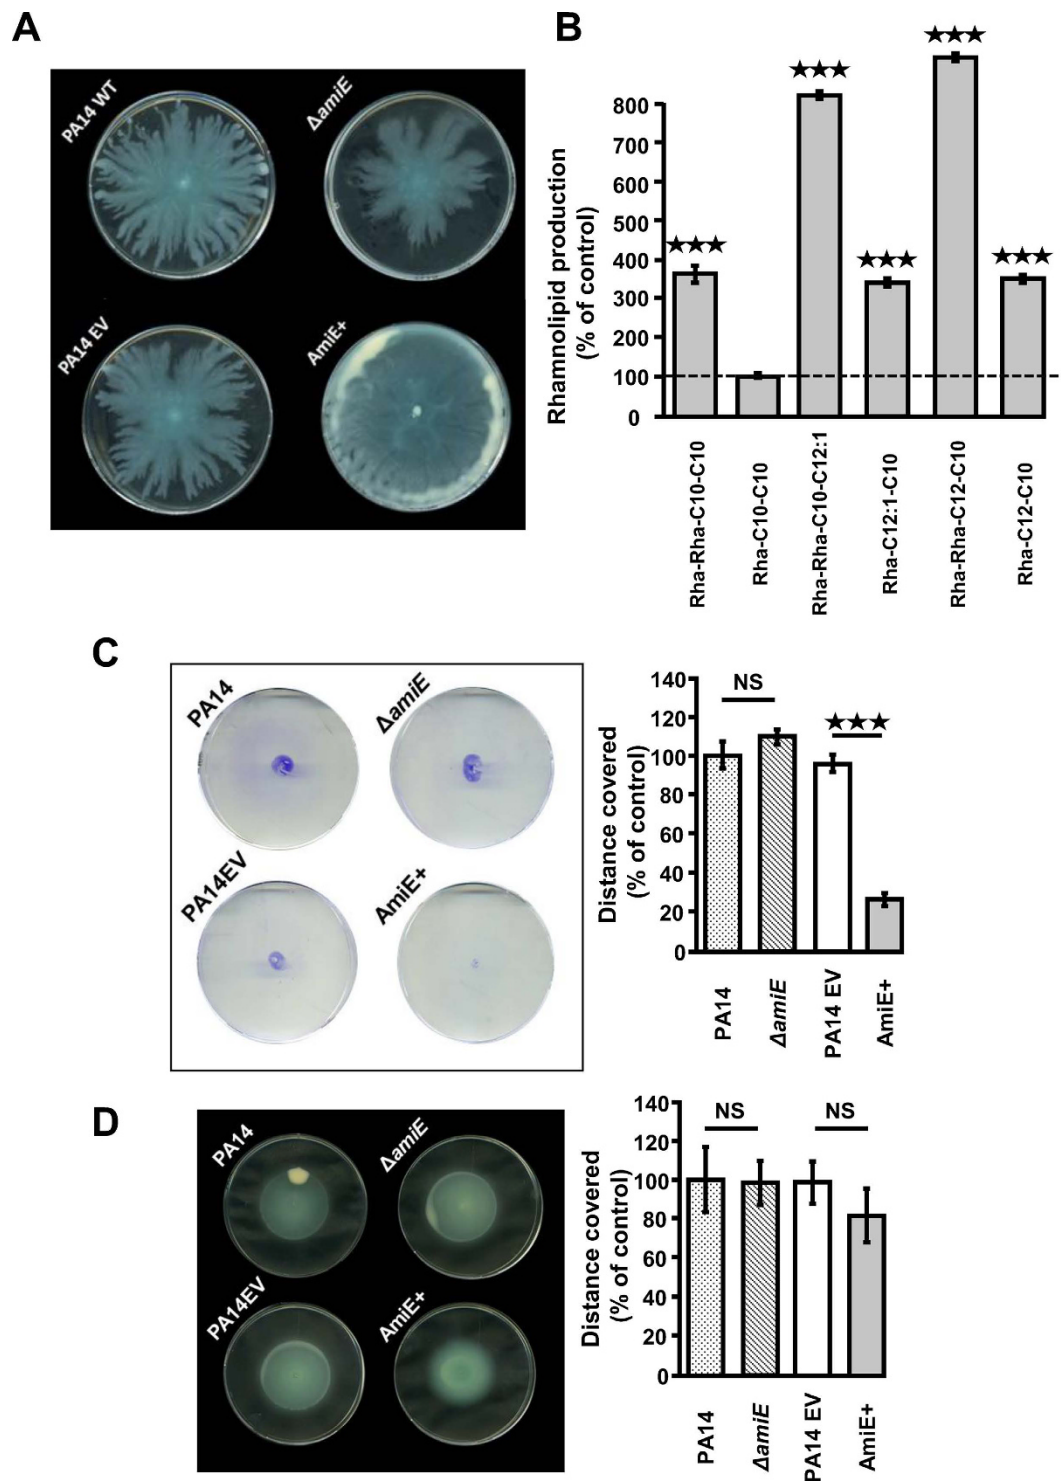 A
PA14 WT
ΔamiE
PA14 EV
AmiE+
B
★★★
★★★
★★★
★★★
★★★
Rhamnolipid production
(% of control)
800
700
600
500
400
300
200
100
0
Rha-Rha-C10-C10
Rha-C10-C10
Rha-Rha-C10-C12:1
Rha-C12:1-C10
Rha-Rha-C12-C10
Rha-C12-C10
C
PA14
ΔamiE
PA14EV
AmiE+
Distance covered
(% of control)
140
120
100
80
60
40
20
0
NS
★★★
PA14
ΔamiE
PA14 EV
AmiE+
D
PA14
ΔamiE
PA14EV
AmiE+
Distance covered
(% of control)
140
120
100
80
60
40
20
0
NS
NS
PA14
ΔamiE
PA14 EV
AmiE+